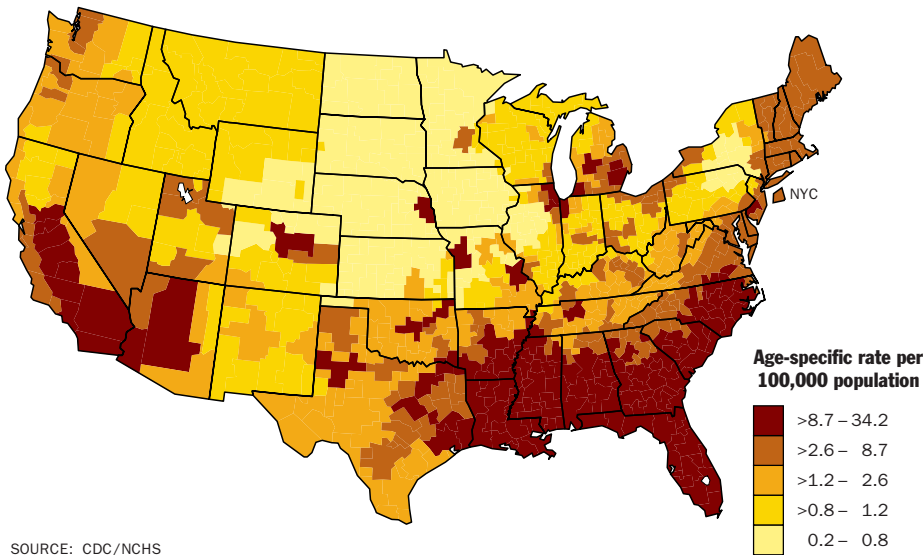 NYC
Age-specific rate per
100,000 population
>8.7 – 34.2
>2.6 – 8.7
>1.2 – 2.6
>0.8 – 1.2
0.2 – 0.8
SOURCE: CDC/NCHS